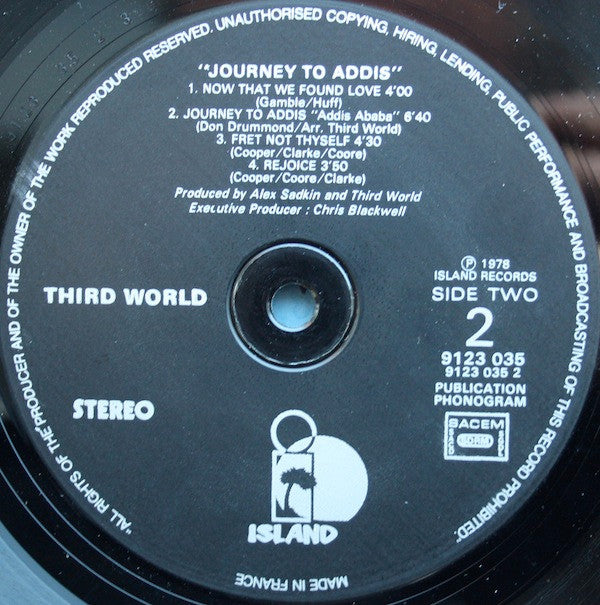 "ALL RIGHTS OF THE PRODUCER AND OF THE OWNER OF THE WORK REPRODUCED RESERVED. UNAUTHORISED COPYING, HIRING, LENDING, PUBLIC PERFORMANCE AND BROADCASTING OF THIS RECORD PROHIBITED."
"JOURNEY TO ADDIS"
1. NOW THAT WE FOUND LOVE 4'00
(Gamble/Huff)
2. JOURNEY TO ADDIS "Addis Ababa" 6'40
(Don Drummond/Arr. Third World)
3. FRET NOT THYSELF 4'30
(Cooper/Clarke/Coore)
4. REJOICE 3'50
(Cooper/Coore/Clarke)
Produced by Alex Sadkin and Third World
Executive Producer : Chris Blackwell
THIRD WORLD
STEREO
Ⓟ 1978
ISLAND RECORDS
SIDE TWO
2
9123 035
9123 035 2
PUBLICATION
PHONOGRAM
SACEM
SDRM
ISLAND
MADE IN FRANCE